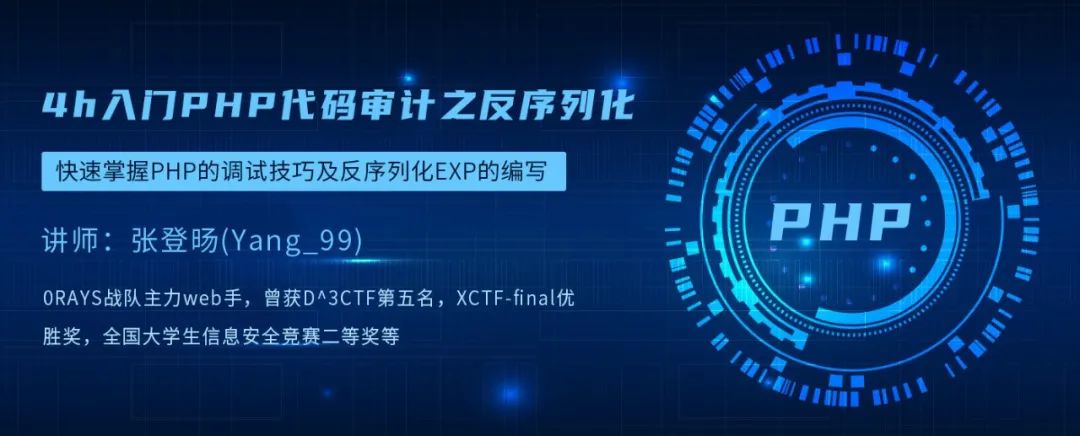 4h入门PHP代码审计之反序列化
快速掌握PHP的调试技巧及反序列化EXP的编写
讲师：张登旸(Yang_99)
0RAYS战队主力web手，曾获D^3CTF第五名，XCTF-final优
胜奖，全国大学生信息安全竞赛二等奖等
PHP